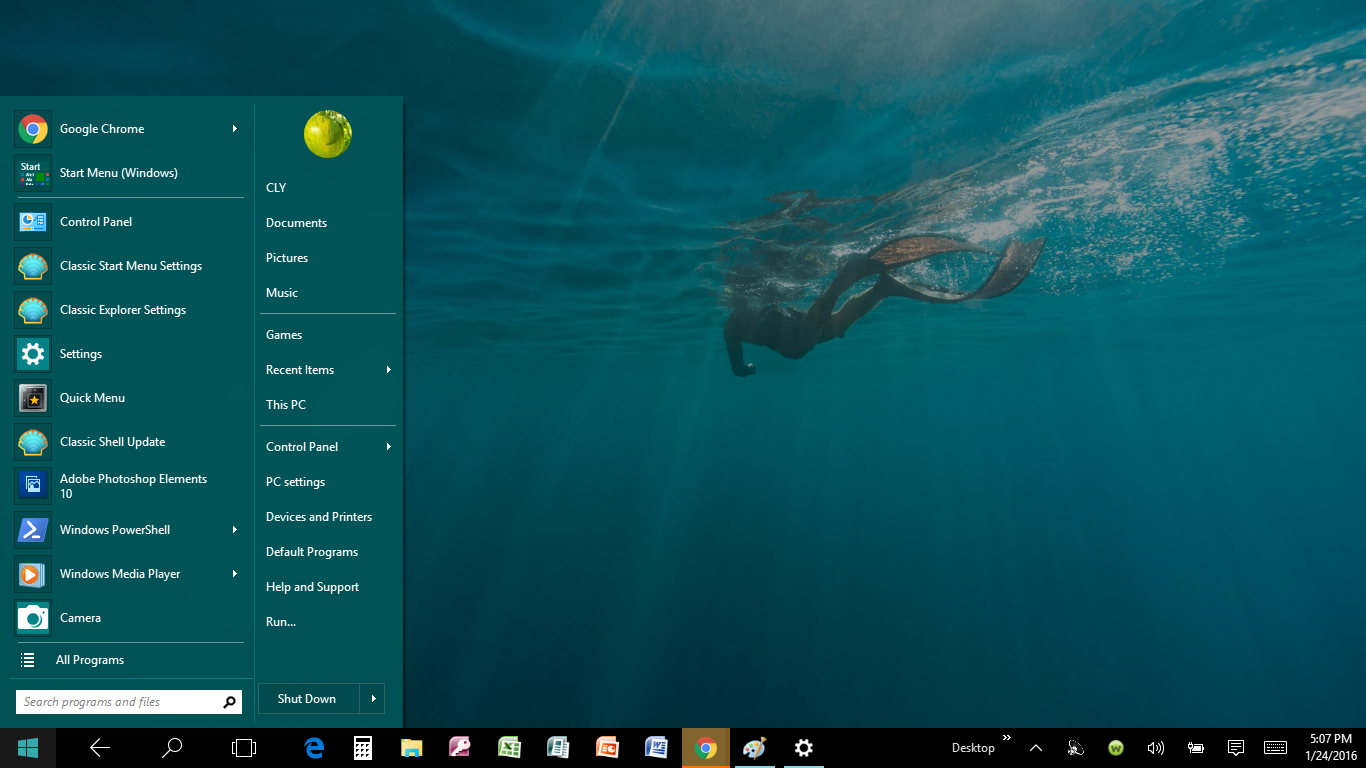 Google Chrome
Start
Start Menu (Windows)
Control Panel
Classic Start Menu Settings
Classic Explorer Settings
Settings
Quick Menu
Classic Shell Update
Adobe Photoshop Elements
10
Windows PowerShell
Windows Media Player
Camera
All Programs
Search programs and files
CLY
Documents
Pictures
Music
Games
Recent Items
This PC
Control Panel
PC settings
Devices and Printers
Default Programs
Help and Support
Run...
Shut Down
Desktop
5:07 PM
1/24/2016